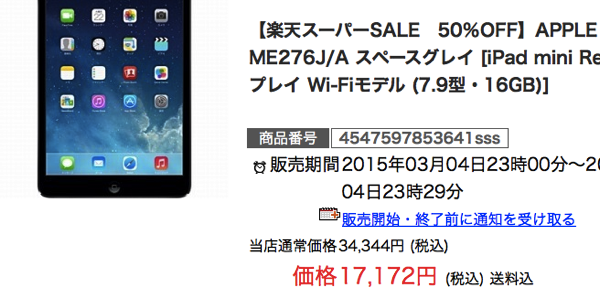 【楽天スーパーSALE　50%OFF】APPLE
ME276J/A スペースグレイ [iPad mini Re
プレイ Wi-Fiモデル (7.9型・16GB)]
商品番号 4547597853641sss
販売期間 2015年03月04日23時00分～20
04日23時29分
販売開始・終了前に通知を受け取る
当店通常価格34,344円 (税込)
価格17,172円 (税込) 送料込